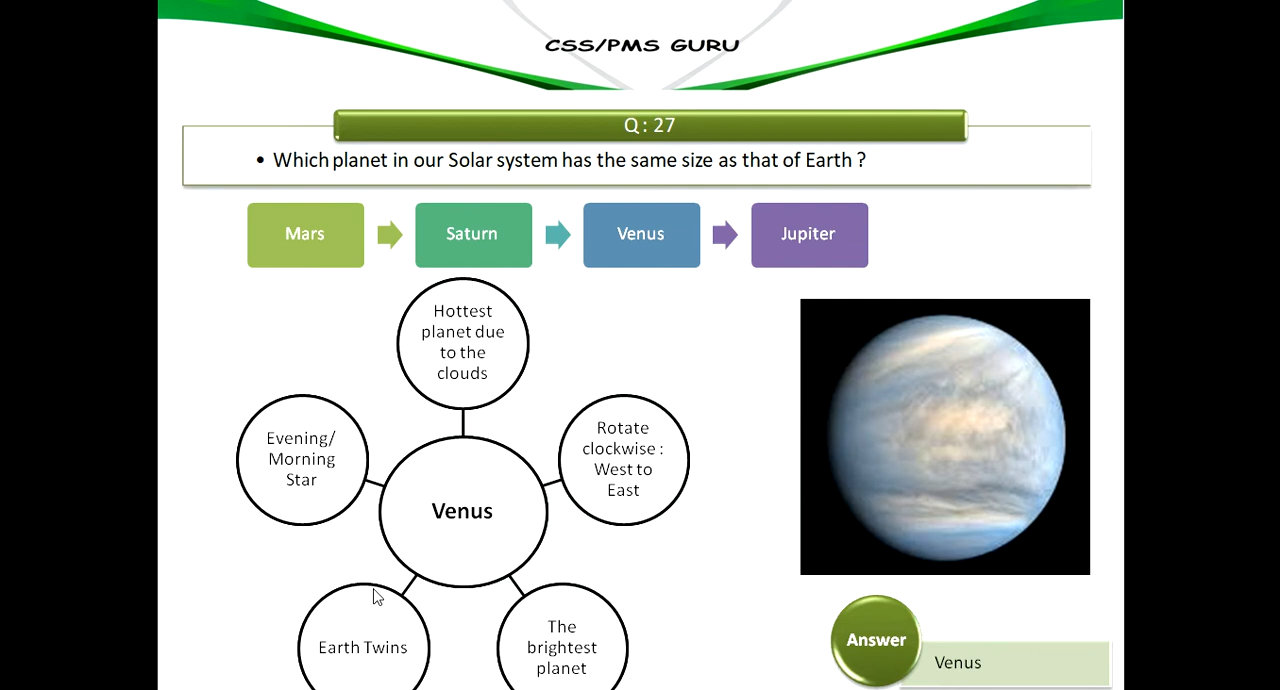 CSS/PMS GURU
Q : 27
• Which planet in our Solar system has the same size as that of Earth ?
Mars
Saturn
Venus
Jupiter
Hottest
planet due
to the
clouds
Evening/
Morning
Star
Rotate
clockwise :
West to
East
Venus
Earth Twins
The
brightest
planet
Answer
Venus